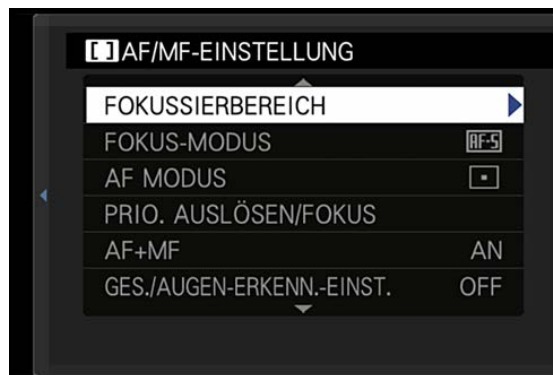 AF/MF-EINSTELLUNG
FOKUSSIERBEREICH
FOKUS-MODUS AF-S
AF MODUS
PRIO. AUSLÖSEN/FOKUS
AF+MF AN
GES./AUGEN-ERKENN.-EINST. OFF